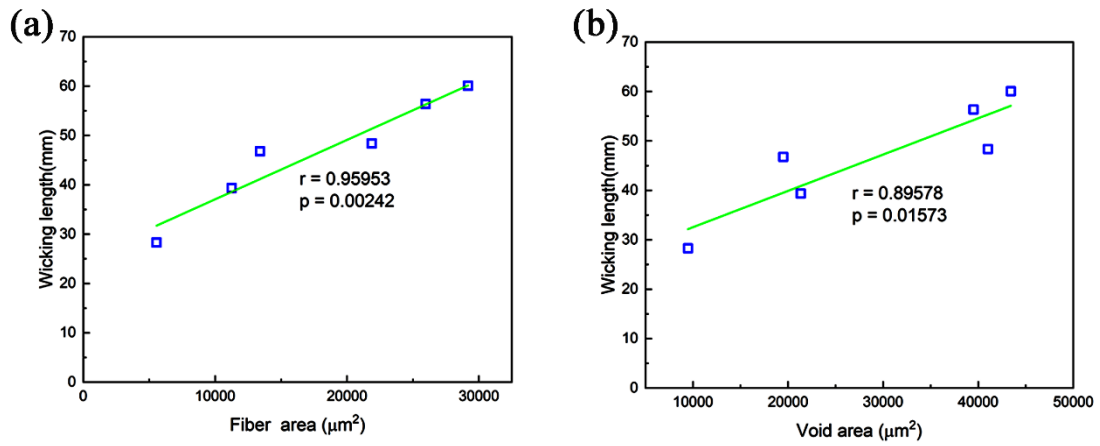 (a)
70
60
50
40
30
20
10
0
Wicking length(mm)
r = 0.95953
p = 0.00242
0 10000 20000 30000
Fiber area (μm²)
(b)
70
60
50
40
30
20
10
0
Wicking length(mm)
r = 0.89578
p = 0.01573
10000 20000 30000 40000 50000
Void area (μm²)